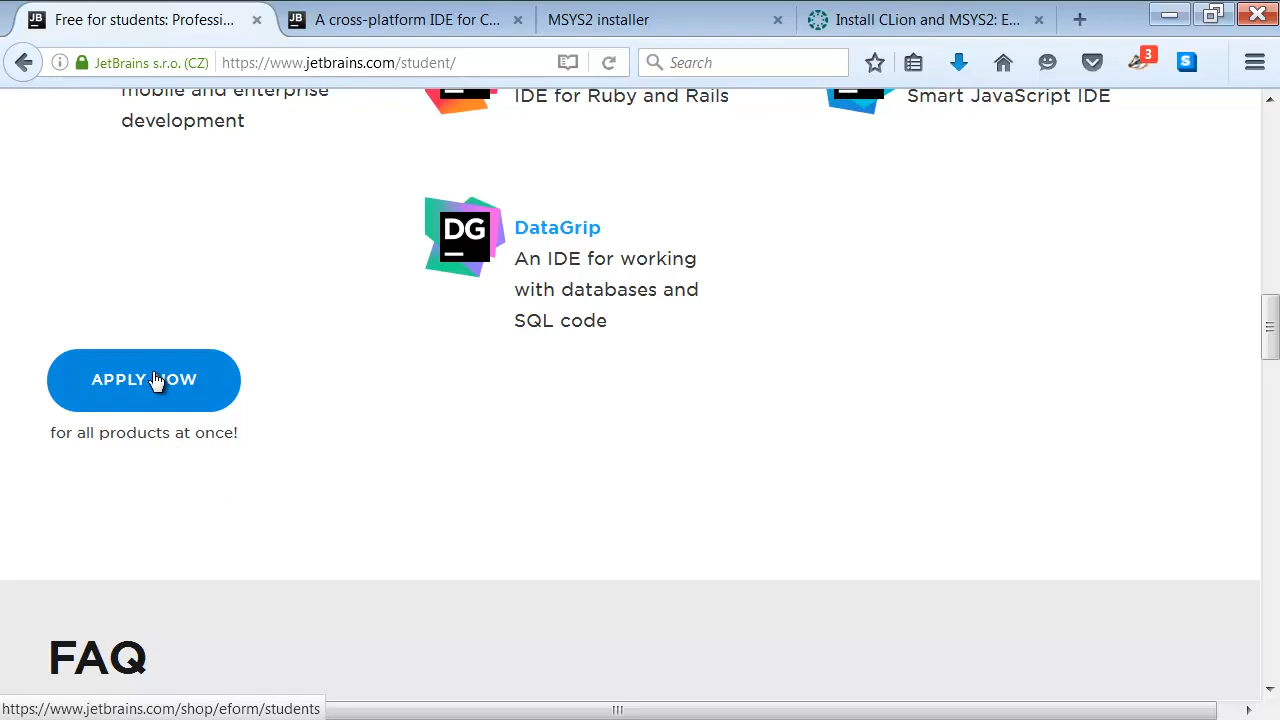 Free for students: Professi...
A cross-platform IDE for C...
MSYS2 installer
Install CLion and MSYS2: E...
JetBrains s.r.o. (CZ)
https://www.jetbrains.com/student/
Search
3
S
mobile and enterprise
development
IDE for Ruby and Rails
Smart JavaScript IDE
DG
DataGrip
An IDE for working
with databases and
SQL code
APPLY NOW
for all products at once!
FAQ
https://www.jetbrains.com/shop/eform/students